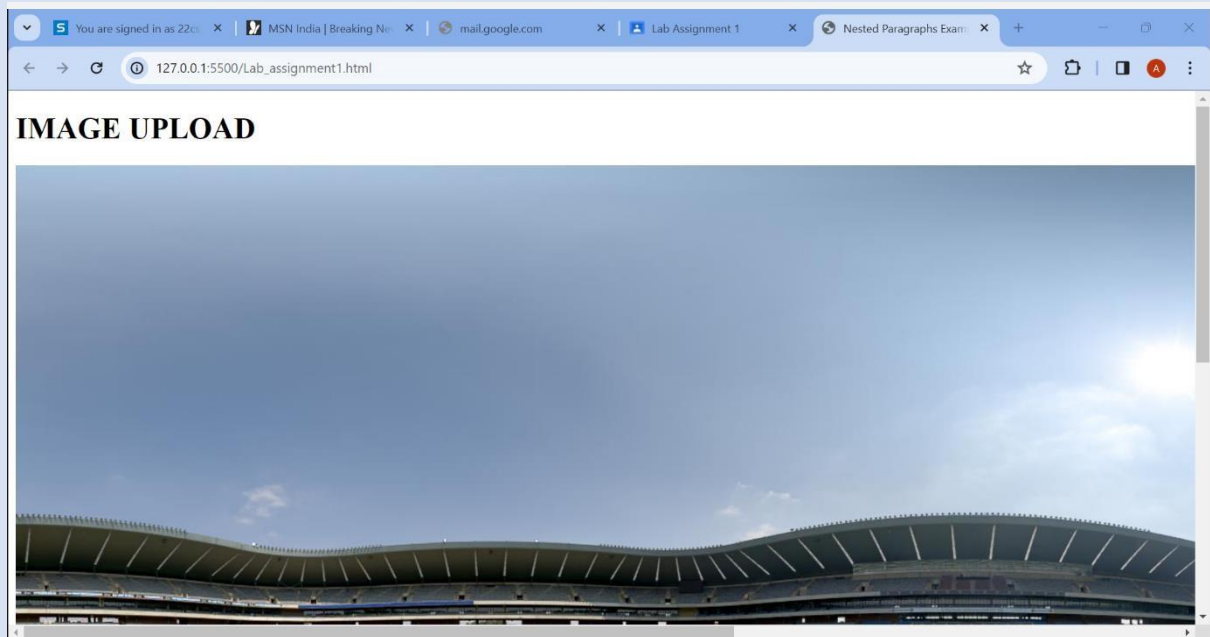 S You are signed in as 22cs
MSN India | Breaking Ne
mail.google.com
Lab Assignment 1
Nested Paragraphs Exam
127.0.0.1:5500/Lab_assignment1.html
A
IMAGE UPLOAD